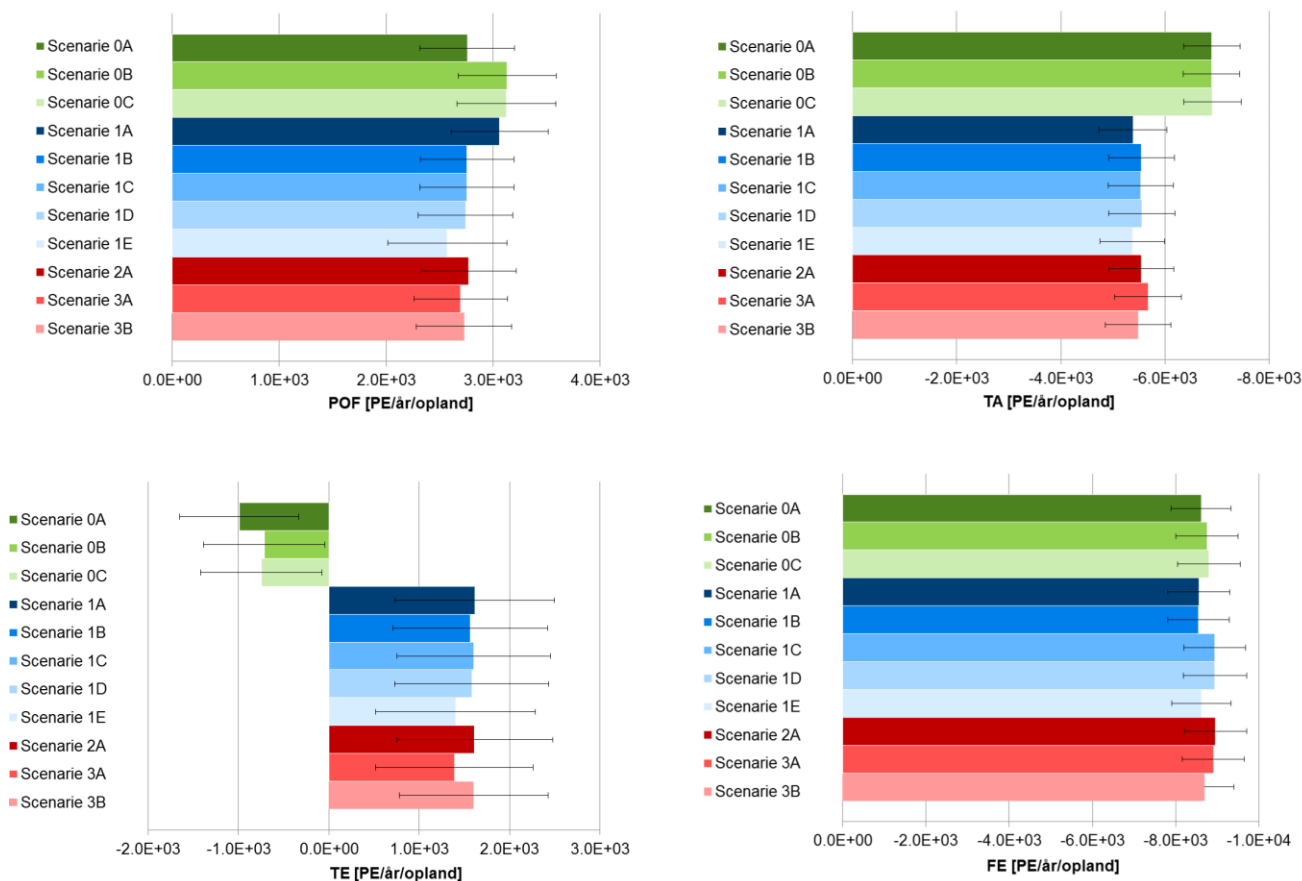 Scenarie 0A
Scenarie 0B
Scenarie 0C
Scenarie 1A
Scenarie 1B
Scenarie 1C
Scenarie 1D
Scenarie 1E
Scenarie 2A
Scenarie 3A
Scenarie 3B
0.0E+00 1.0E+03 2.0E+03 3.0E+03 4.0E+03
POF [PE/år/opland]
Scenarie 0A
Scenarie 0B
Scenarie 0C
Scenarie 1A
Scenarie 1B
Scenarie 1C
Scenarie 1D
Scenarie 1E
Scenarie 2A
Scenarie 3A
Scenarie 3B
0.0E+00 -2.0E+03 -4.0E+03 -6.0E+03 -8.0E+03
TA [PE/år/opland]
Scenarie 0A
Scenarie 0B
Scenarie 0C
Scenarie 1A
Scenarie 1B
Scenarie 1C
Scenarie 1D
Scenarie 1E
Scenarie 2A
Scenarie 3A
Scenarie 3B
-2.0E+03 -1.0E+03 0.0E+00 1.0E+03 2.0E+03 3.0E+03
TE [PE/år/opland]
Scenarie 0A
Scenarie 0B
Scenarie 0C
Scenarie 1A
Scenarie 1B
Scenarie 1C
Scenarie 1D
Scenarie 1E
Scenarie 2A
Scenarie 3A
Scenarie 3B
0.0E+00 -2.0E+03 -4.0E+03 -6.0E+03 -8.0E+03 -1.0E+04
FE [PE/år/opland]